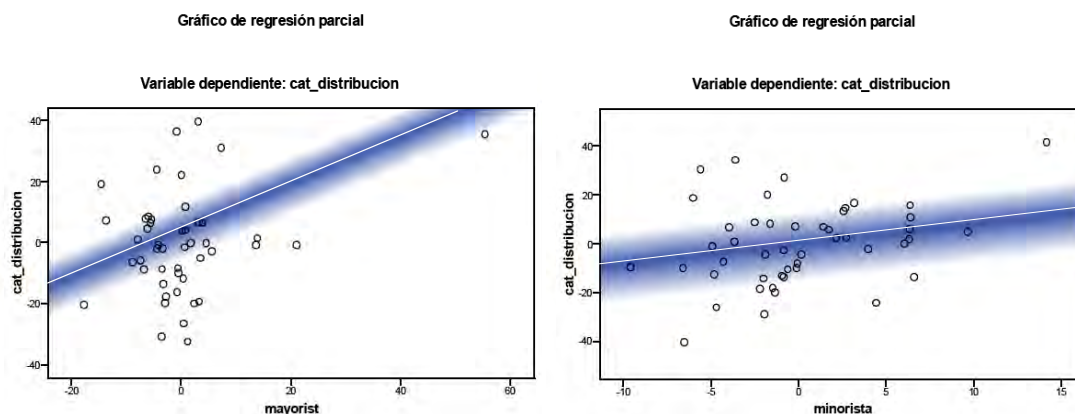 Gráfico de regresión parcial
Variable dependiente: cat_distribucion
cat_distribucion
40
20
0
-20
-40
-20
0
20
40
60
mayorist
Gráfico de regresión parcial
Variable dependiente: cat_distribucion
cat_distribucion
40
20
0
-20
-40
-10
-5
0
5
10
15
minorista